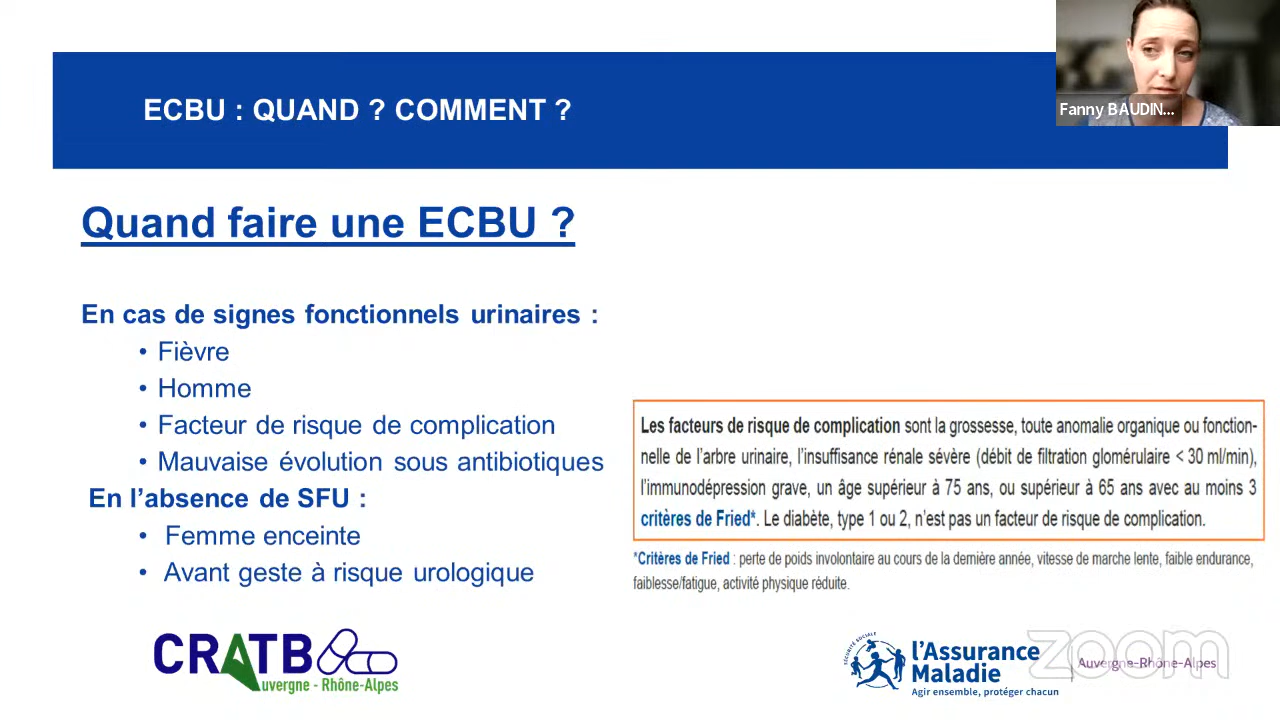 ECBU : QUAND ? COMMENT ?
Fanny BAUDIN...
Quand faire une ECBU ?
En cas de signes fonctionnels urinaires :
• Fièvre
• Homme
• Facteur de risque de complication
• Mauvaise évolution sous antibiotiques
En l’absence de SFU :
• Femme enceinte
• Avant geste à risque urologique
Les facteurs de risque de complication sont la grossesse, toute anomalie organique ou fonction-
nelle de l’arbre urinaire, l’insuffisance rénale sévère (débit de filtration glomérulaire < 30 ml/min),
l’immunodépression grave, un âge supérieur à 75 ans, ou supérieur à 65 ans avec au moins 3
critères de Fried*. Le diabète, type 1 ou 2, n’est pas un facteur de risque de complication.
*Critères de Fried : perte de poids involontaire au cours de la dernière année, vitesse de marche lente, faible endurance,
faiblesse/fatigue, activité physique réduite.
CRATB
Auvergne - Rhône-Alpes
SÉCURITÉ SOCIALE
l’Assurance
Maladie
Agir ensemble, protéger chacun
Auvergne-Rhône-Alpes
zoom